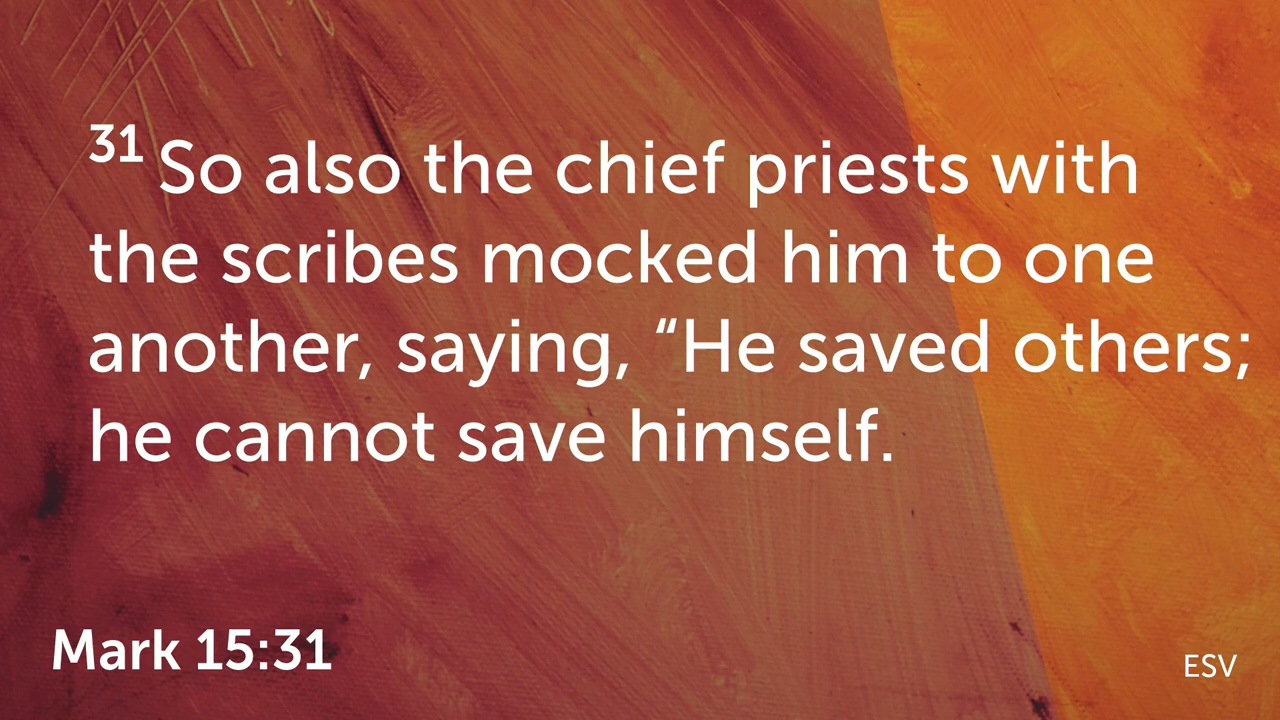 31 So also the chief priests with
the scribes mocked him to one
another, saying, “He saved others;
he cannot save himself.
Mark 15:31
ESV